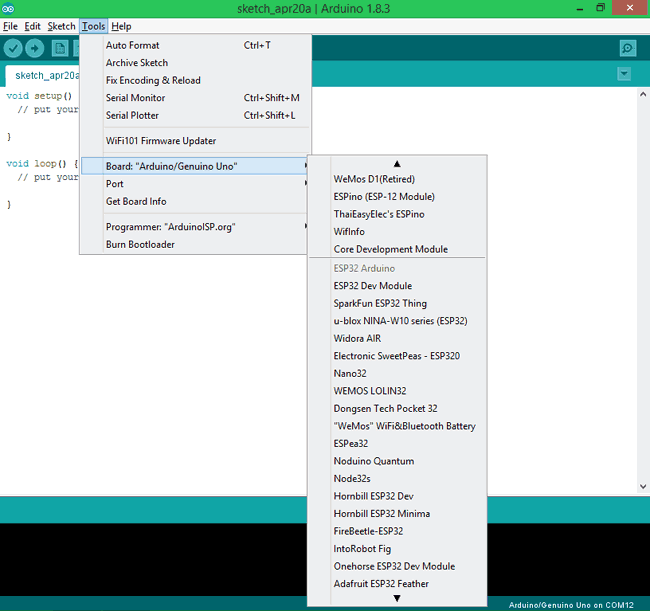 sketch_apr20a | Arduino 1.8.3
File Edit Sketch Tools Help
sketch_apr20a
void setup()
// put your
}
void loop() {
// put your
}
Auto Format Ctrl+T
Archive Sketch
Fix Encoding & Reload
Serial Monitor Ctrl+Shift+M
Serial Plotter Ctrl+Shift+L
WiFi101 Firmware Updater
Board: "Arduino/Genuino Uno"
Port
Get Board Info
Programmer: "ArduinoISP.org"
Burn Bootloader
WeMos D1(Retired)
ESPino (ESP-12 Module)
ThaiEasyElec's ESPino
WifInfo
Core Development Module
ESP32 Arduino
ESP32 Dev Module
SparkFun ESP32 Thing
u-blox NINA-W10 series (ESP32)
Widora AIR
Electronic SweetPeas - ESP320
Nano32
WEMOS LOLIN32
Dongsen Tech Pocket 32
"WeMos" WiFi&Bluetooth Battery
ESPea32
Noduino Quantum
Node32s
Hornbill ESP32 Dev
Hornbill ESP32 Minima
FireBeetle-ESP32
IntoRobot Fig
Onehorse ESP32 Dev Module
Adafruit ESP32 Feather
Arduino/Genuino Uno on COM12